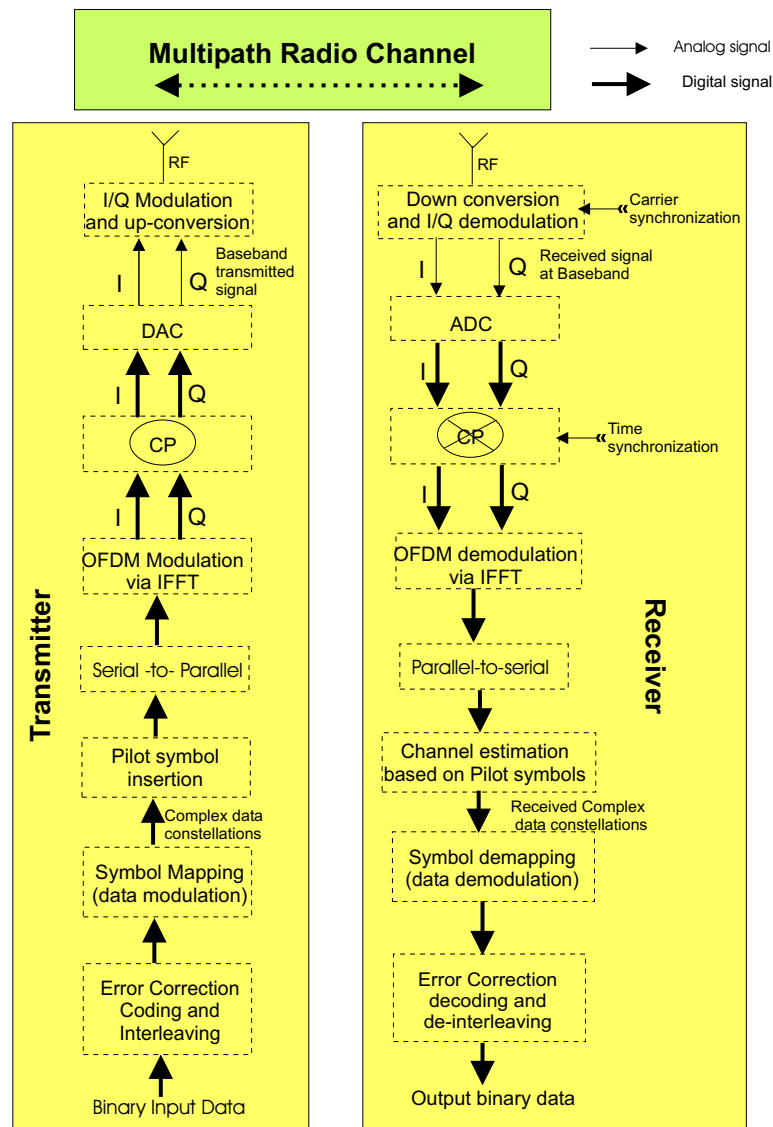 Multipath Radio Channel
Analog signal
Digital signal
Transmitter
RF
I/Q Modulation
and up-conversion
Baseband
transmitted
signal
I
Q
DAC
I
Q
CP
I
Q
OFDM Modulation
via IFFT
Serial -to- Parallel
Pilot symbol
insertion
Complex data
constellations
Symbol Mapping
(data modulation)
Error Correction
Coding and
Interleaving
Binary Input Data
Receiver
RF
Down conversion
and I/Q demodulation
Carrier
synchronization
I
Q
Received signal
at Baseband
ADC
I
Q
CP
Time
synchronization
I
Q
OFDM demodulation
via IFFT
Parallel-to-serial
Channel estimation
based on Pilot symbols
Received Complex
data constellations
Symbol demapping
(data demodulation)
Error Correction
decoding and
de-interleaving
Output binary data